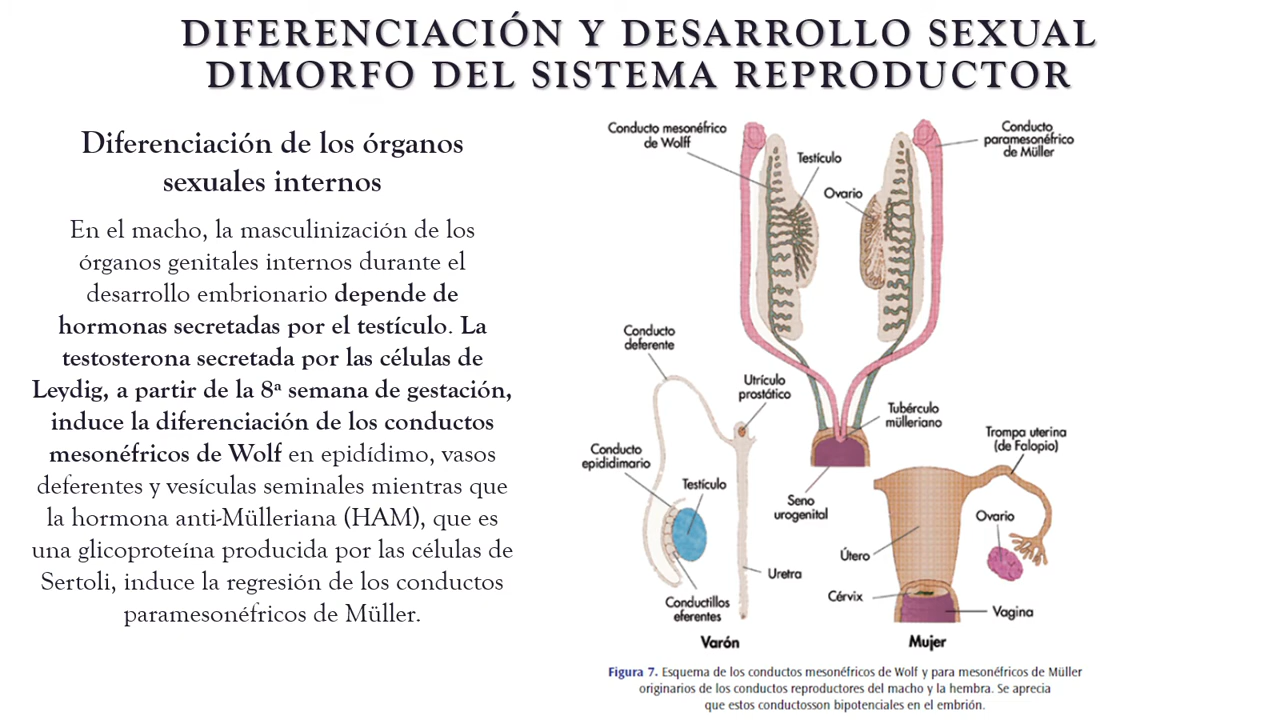 DIFERENCIACIÓN Y DESARROLLO SEXUAL
DIMORFO DEL SISTEMA REPRODUCTOR
Diferenciación de los órganos
sexuales internos
En el macho, la masculinización de los
órganos genitales internos durante el
desarrollo embrionario depende de
hormonas secretadas por el testículo. La
testosterona secretada por las células de
Leydig, a partir de la 8ª semana de gestación,
induce la diferenciación de los conductos
mesonéfricos de Wolf en epidídimo, vasos
deferentes y vesículas seminales mientras que
la hormona anti-Mülleriana (HAM), que es
una glicoproteína producida por las células de
Sertoli, induce la regresión de los conductos
paramesonéfricos de Müller.
Conducto mesonéfrico
de Wolff
Testículo
Ovario
Conducto
paramesonéfrico
de Müller
Conducto
deferente
Utrículo
prostático
Tubérculo
mülleriano
Conducto
epididimario
Testículo
Seno
urogenital
Trompa uterina
(de Falopio)
Ovario
Útero
Uretra
Cérvix
Conductillos
eferentes
Vagina
Varón
Mujer
Figura 7. Esquema de los conductos mesonéfricos de Wolf y para mesonéfricos de Müller
originarios de los conductos reproductores del macho y la hembra. Se aprecia
que estos conductosson bipotenciales en el embrión.